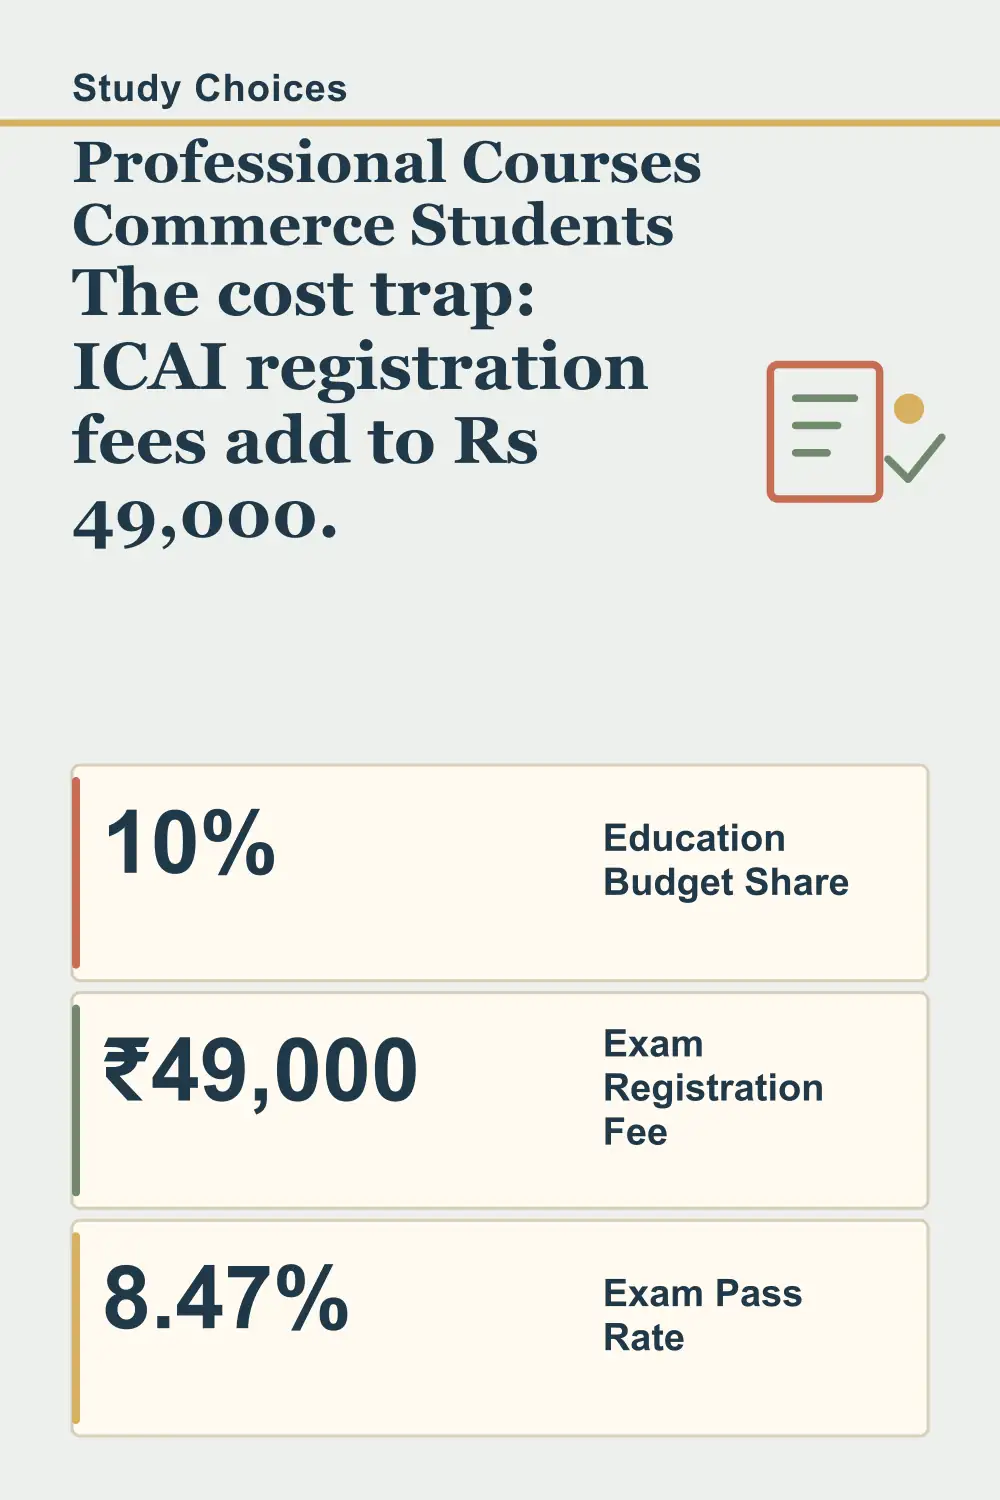 Study Choices
Professional Courses
Commerce Students
The cost trap:
ICAI registration
fees add to Rs
49,000.
10%
Education
Budget Share
₹49,000
Exam
Registration
Fee
8.47%
Exam Pass
Rate